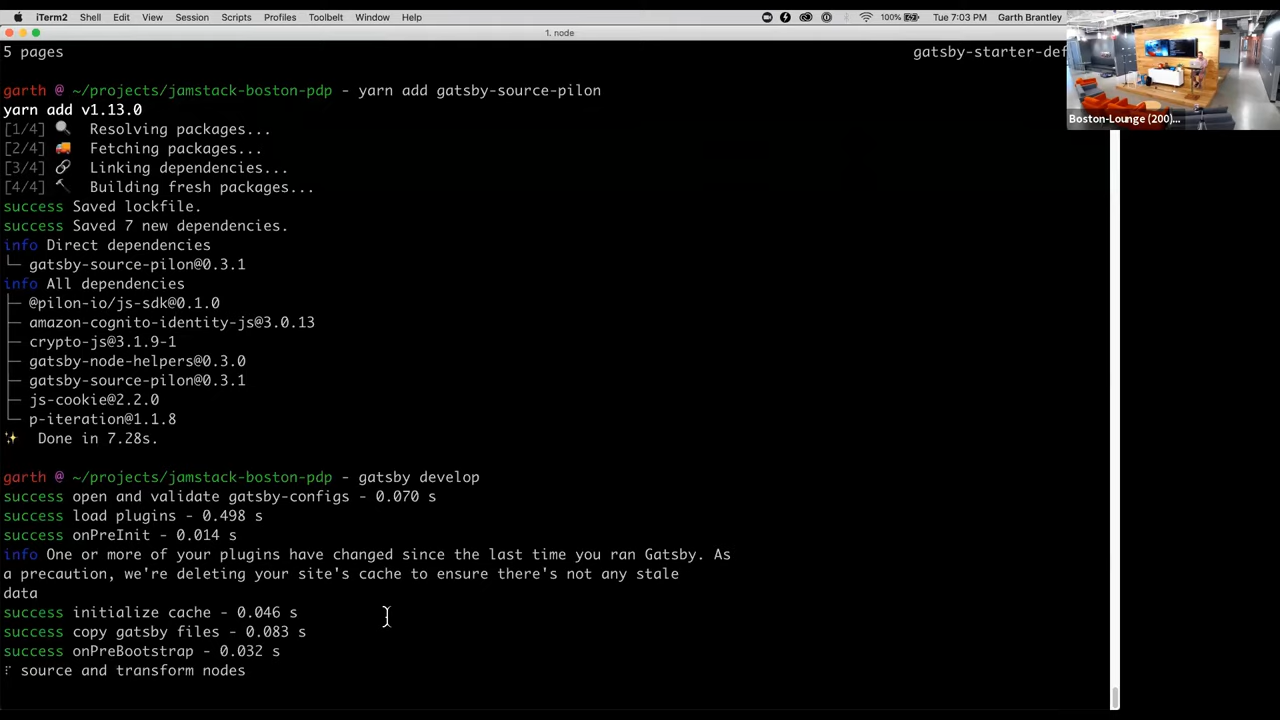 iTerm2 Shell Edit View Session Scripts Profiles Toolbelt Window Help 100% Tue 7:03 PM Garth Brantley
1. node
5 pages gatsby-starter-def
garth @ ~/projects/jamstack-boston-pdp - yarn add gatsby-source-pilon
yarn add v1.13.0
[1/4] 🔍 Resolving packages...
[2/4] 🚚 Fetching packages...
[3/4] 🔗 Linking dependencies...
[4/4] 🔨 Building fresh packages...
success Saved lockfile.
success Saved 7 new dependencies.
info Direct dependencies
└─ gatsby-source-pilon@0.3.1
info All dependencies
├─ @pilon-io/js-sdk@0.1.0
├─ amazon-cognito-identity-js@3.0.13
├─ crypto-js@3.1.9-1
├─ gatsby-node-helpers@0.3.0
├─ gatsby-source-pilon@0.3.1
├─ js-cookie@2.2.0
└─ p-iteration@1.1.8
✨ Done in 7.28s.
garth @ ~/projects/jamstack-boston-pdp - gatsby develop
success open and validate gatsby-configs - 0.070 s
success load plugins - 0.498 s
success onPreInit - 0.014 s
info One or more of your plugins have changed since the last time you ran Gatsby. As
a precaution, we're deleting your site's cache to ensure there's not any stale
data
success initialize cache - 0.046 s
success copy gatsby files - 0.083 s
success onPreBootstrap - 0.032 s
⠏ source and transform nodes
Boston-Lounge (200)...